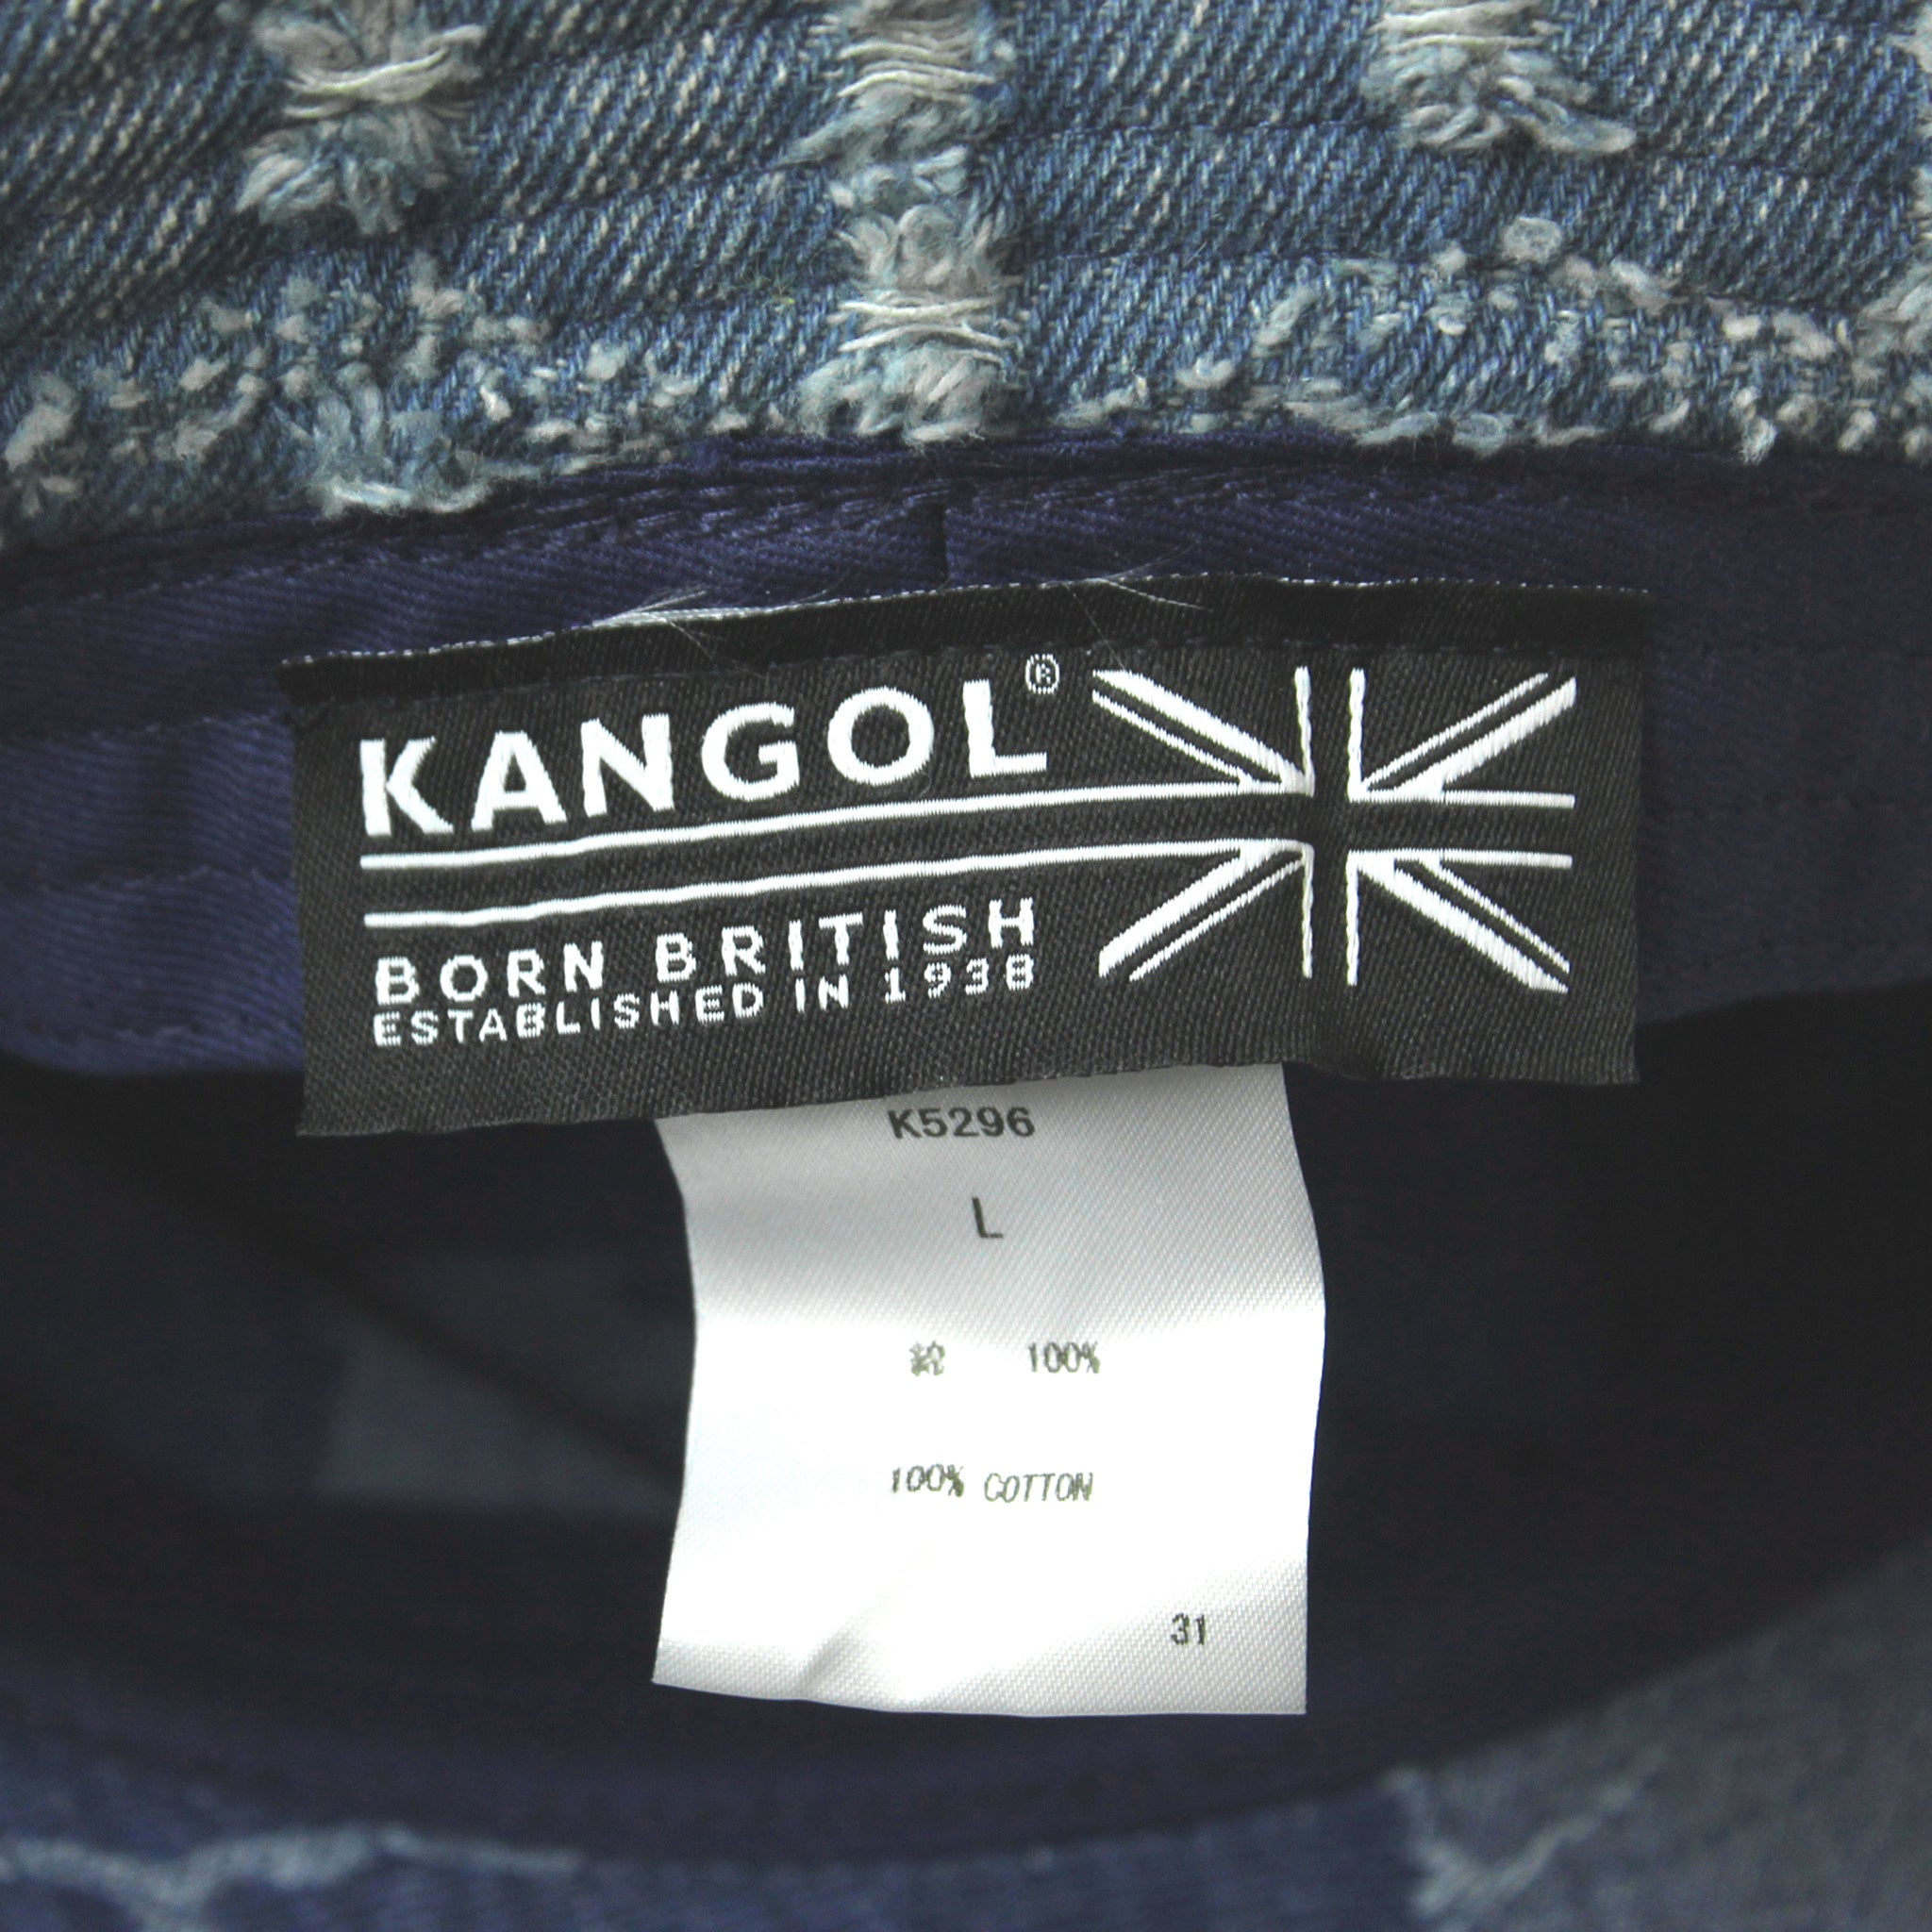 KANGOL®
BORN BRITISH
ESTABLISHED IN 1938
K5296
L
綿 100%
100% COTTON
31